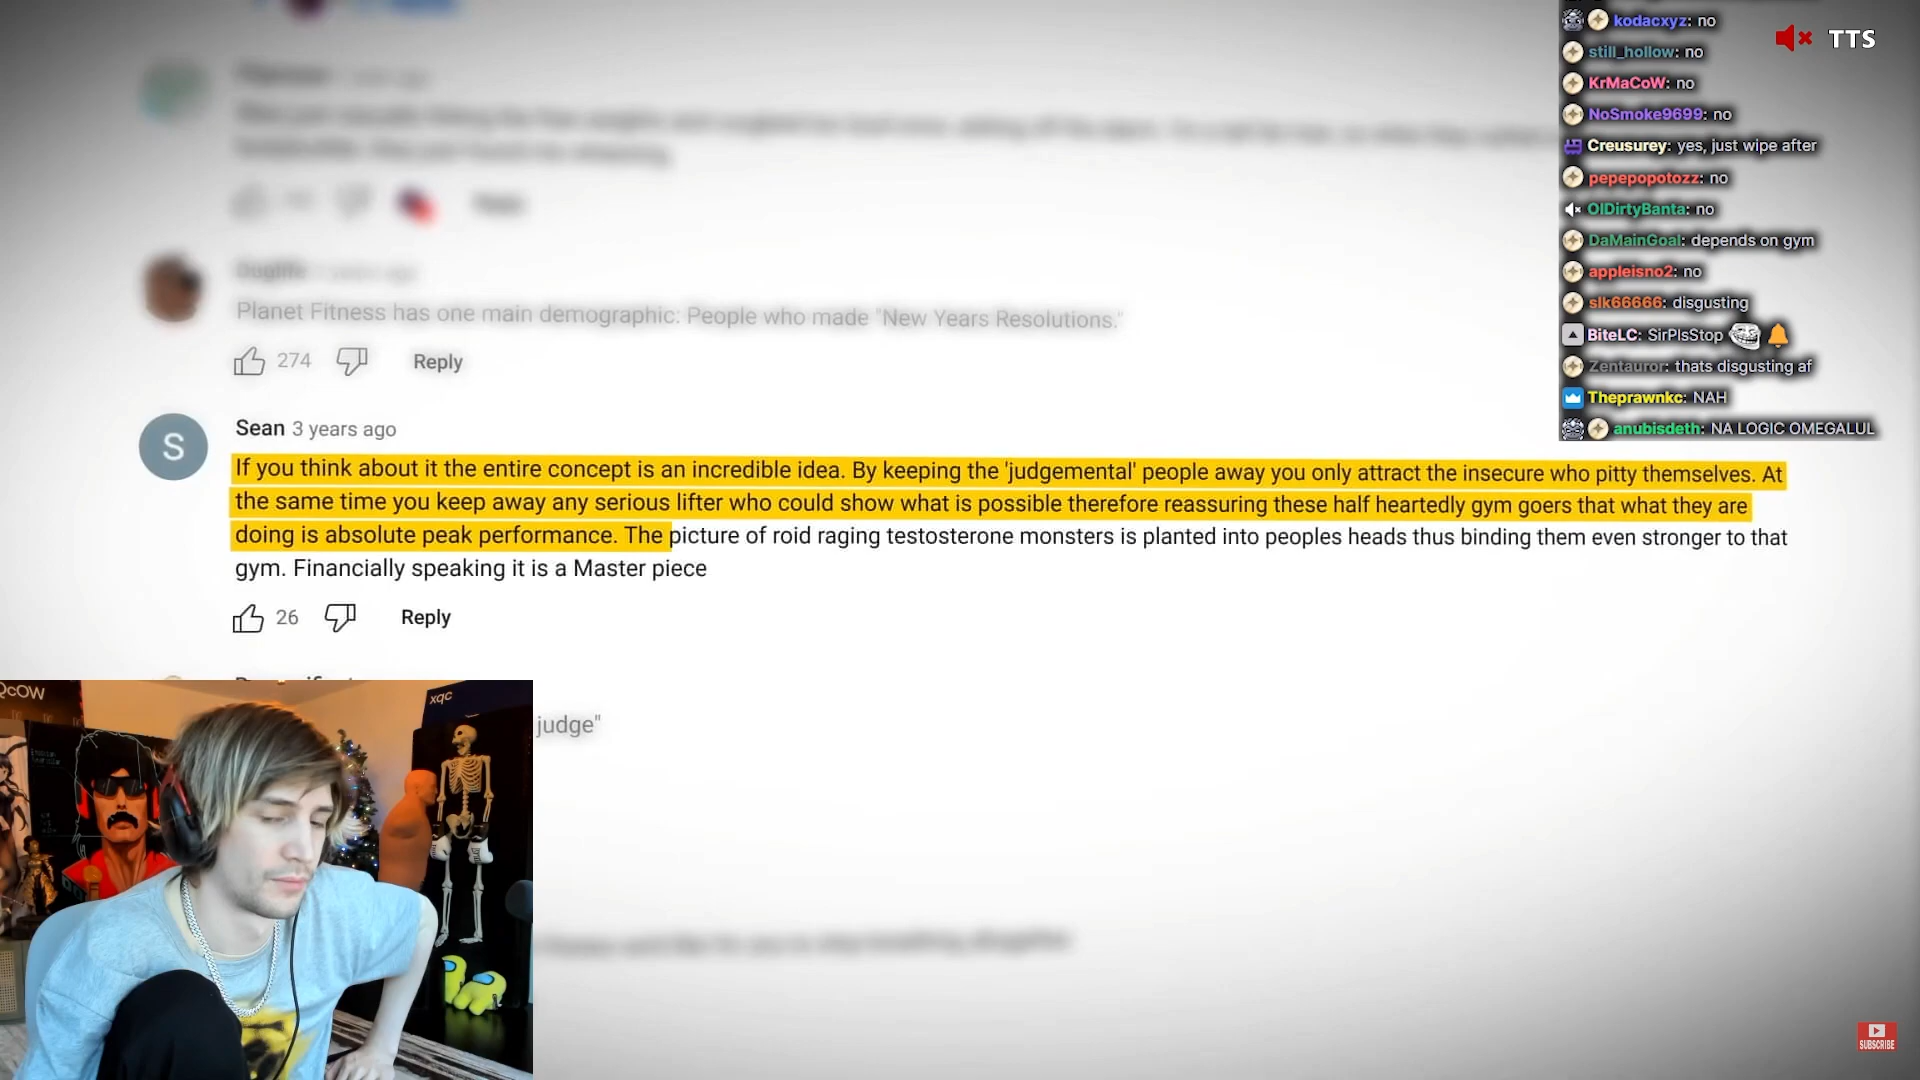 kodacxyz: no
TTS
still_hollow: no
KrMaCoW: no
NoSmoke9699: no
Creusurey: yes, just wipe after
pepepopotozz: no
OlDirtyBanta: no
DaMainGoal: depends on gym
appleisno2: no
slk66666: disgusting
BiteLC: SirPlsStop
Zentauror: thats disgusting af
Theprawnkc: NAH
anubisdeth: NA LOGIC OMEGALUL
Planet Fitness has one main demographic: People who made "New Years Resolutions."
274 Reply
S
Sean 3 years ago
If you think about it the entire concept is an incredible idea. By keeping the 'judgemental' people away you only attract the insecure who pitty themselves. At
the same time you keep away any serious lifter who could show what is possible therefore reassuring these half heartedly gym goers that what they are
doing is absolute peak performance. The picture of roid raging testosterone monsters is planted into peoples heads thus binding them even stronger to that
gym. Financially speaking it is a Master piece
26 Reply
judge"
QcOW
xqc
SUBSCRIBE